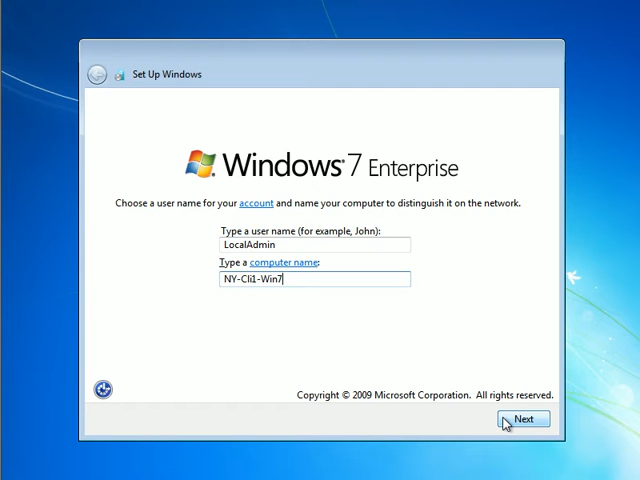 Set Up Windows
Windows 7 Enterprise
Choose a user name for your account and name your computer to distinguish it on the network.
Type a user name (for example, John):
LocalAdmin
Type a computer name:
NY-Cli1-Win7
Copyright © 2009 Microsoft Corporation. All rights reserved.
Next